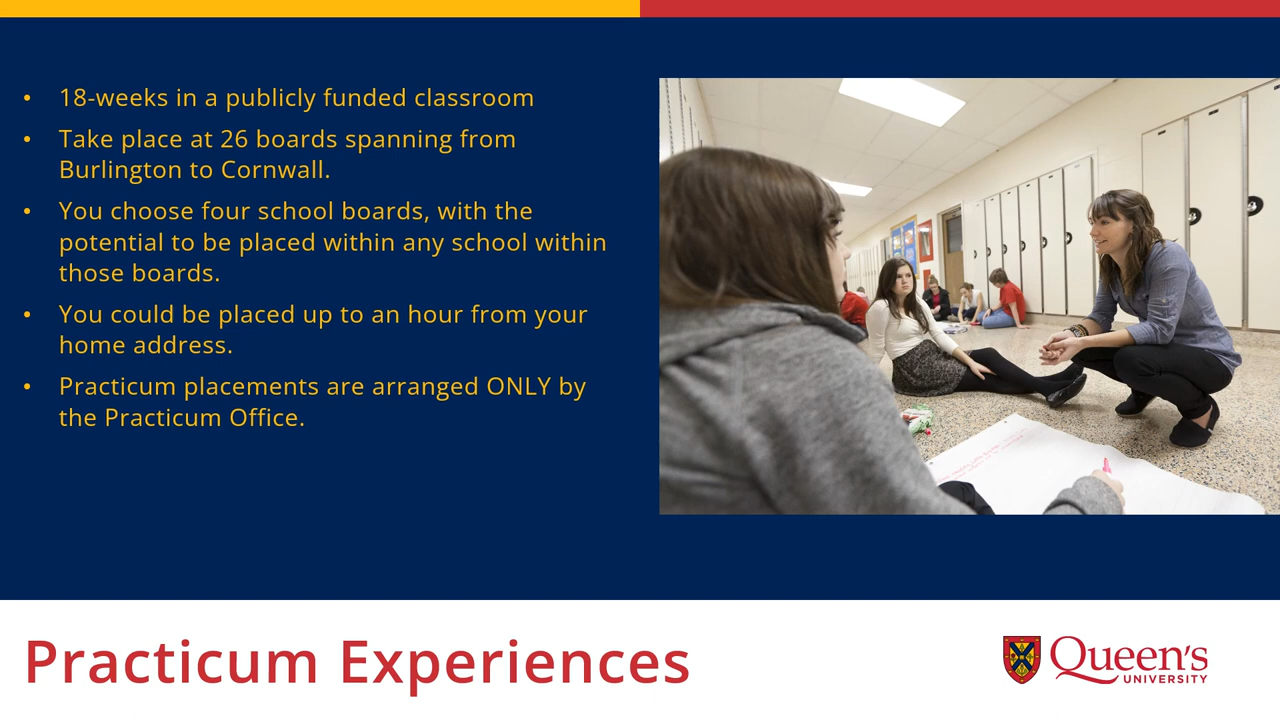 • 18-weeks in a publicly funded classroom
• Take place at 26 boards spanning from
Burlington to Cornwall.
• You choose four school boards, with the
potential to be placed within any school within
those boards.
• You could be placed up to an hour from your
home address.
• Practicum placements are arranged ONLY by
the Practicum Office.
Practicum Experiences
Queen's
UNIVERSITY